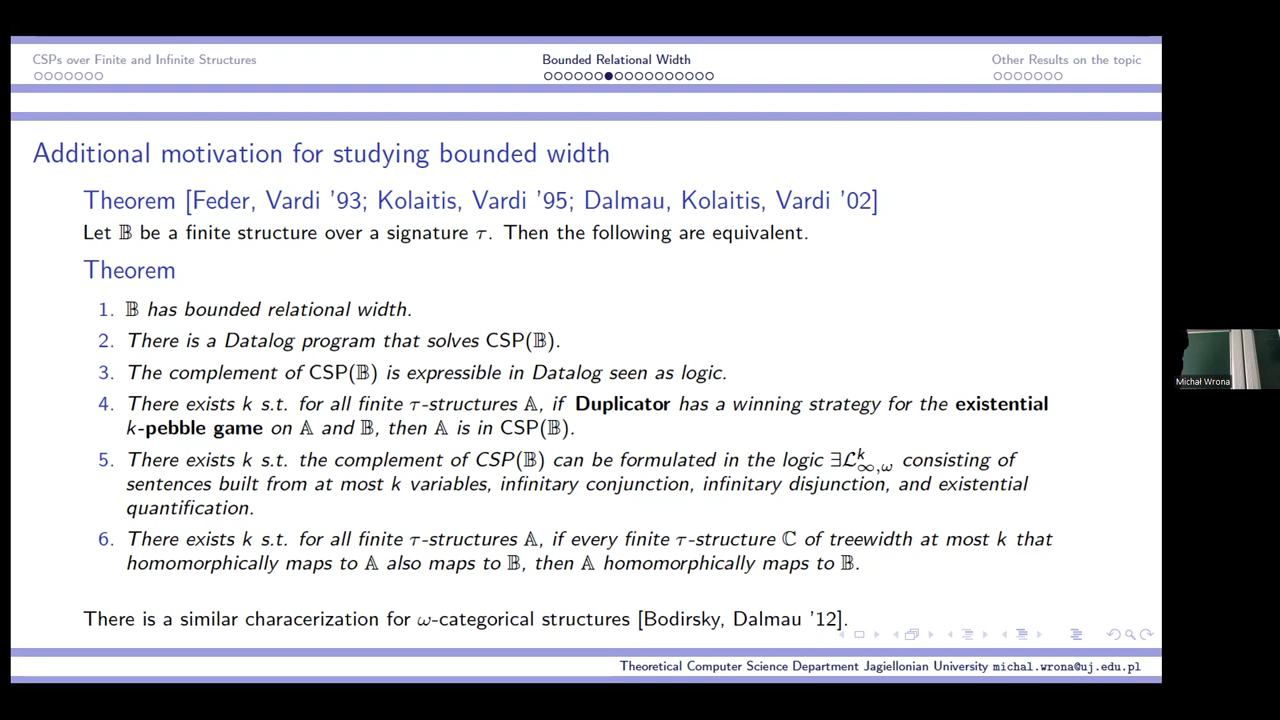 CSPs over Finite and Infinite Structures
Bounded Relational Width
Other Results on the topic
Additional motivation for studying bounded width
Theorem [Feder, Vardi '93; Kolaitis, Vardi '95; Dalmau, Kolaitis, Vardi '02]
Let 𝔹 be a finite structure over a signature τ. Then the following are equivalent.
Theorem
1. 𝔹 has bounded relational width.
2. There is a Datalog program that solves CSP(𝔹).
3. The complement of CSP(𝔹) is expressible in Datalog seen as logic.
4. There exists k s.t. for all finite τ-structures 𝔸, if Duplicator has a winning strategy for the existential
k-pebble game on 𝔸 and 𝔹, then 𝔸 is in CSP(𝔹).
5. There exists k s.t. the complement of CSP(𝔹) can be formulated in the logic ∃ℒ^k_{∞,ω} consisting of
sentences built from at most k variables, infinitary conjunction, infinitary disjunction, and existential
quantification.
6. There exists k s.t. for all finite τ-structures 𝔸, if every finite τ-structure ℂ of treewidth at most k that
homomorphically maps to 𝔸 also maps to 𝔹, then 𝔸 homomorphically maps to 𝔹.
There is a similar characerization for ω-categorical structures [Bodirsky, Dalmau '12].
Theoretical Computer Science Department Jagiellonian University michal.wrona@uj.edu.pl
Michał Wrona